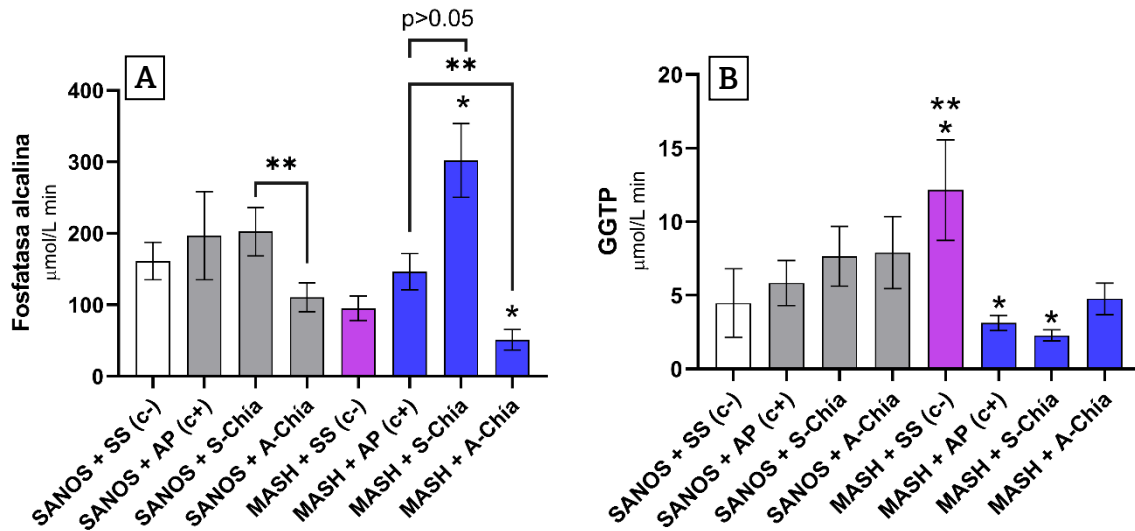 A
p>0.05
**
**
*
*
400
300
200
100
0
Fosfatasa alcalina
μmol/L min
SANOS + SS (c-)
SANOS + AP (c+)
SANOS + S-Chía
SANOS + A-Chía
MASH + SS (c-)
MASH + AP (c+)
MASH + S-Chía
MASH + A-Chía
B
**
*
*
*
20
15
10
5
0
GGTP
μmol/L min
SANOS + SS (c-)
SANOS + AP (c+)
SANOS + S-Chía
SANOS + A-Chía
MASH + SS (c-)
MASH + AP (c+)
MASH + S-Chía
MASH + A-Chía